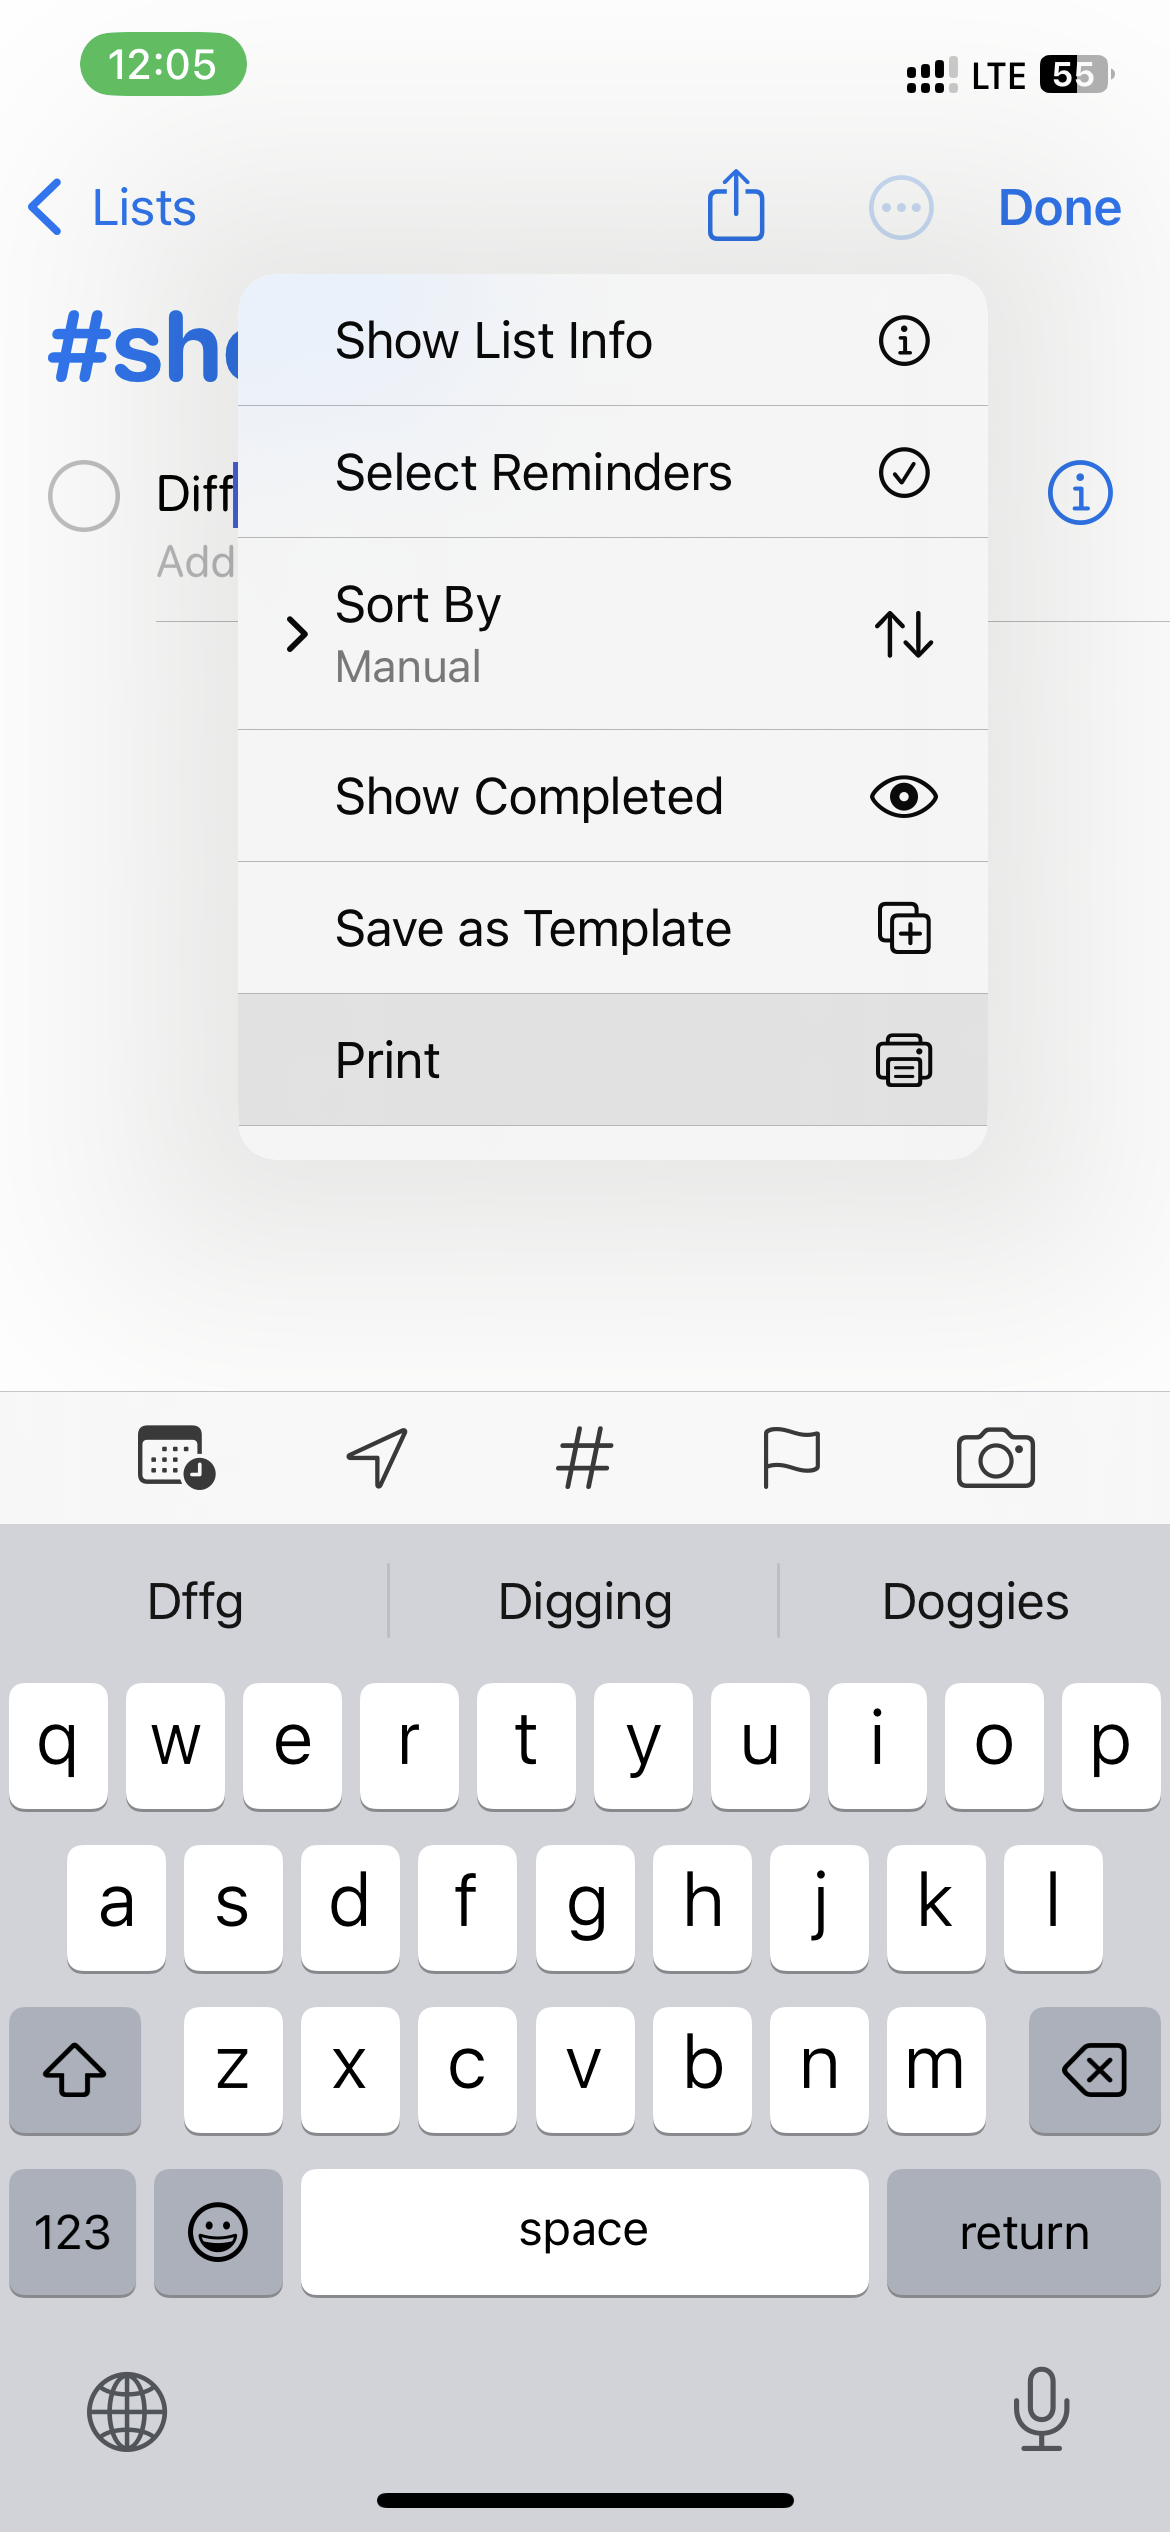 12:05 LTE 55
Lists Done
#sho
Show List Info
Select Reminders
Diff
Add
Sort By
Manual
Show Completed
Save as Template
Print
Dffg Digging Doggies
q w e r t y u i o p
a s d f g h j k l
z x c v b n m
123 space return